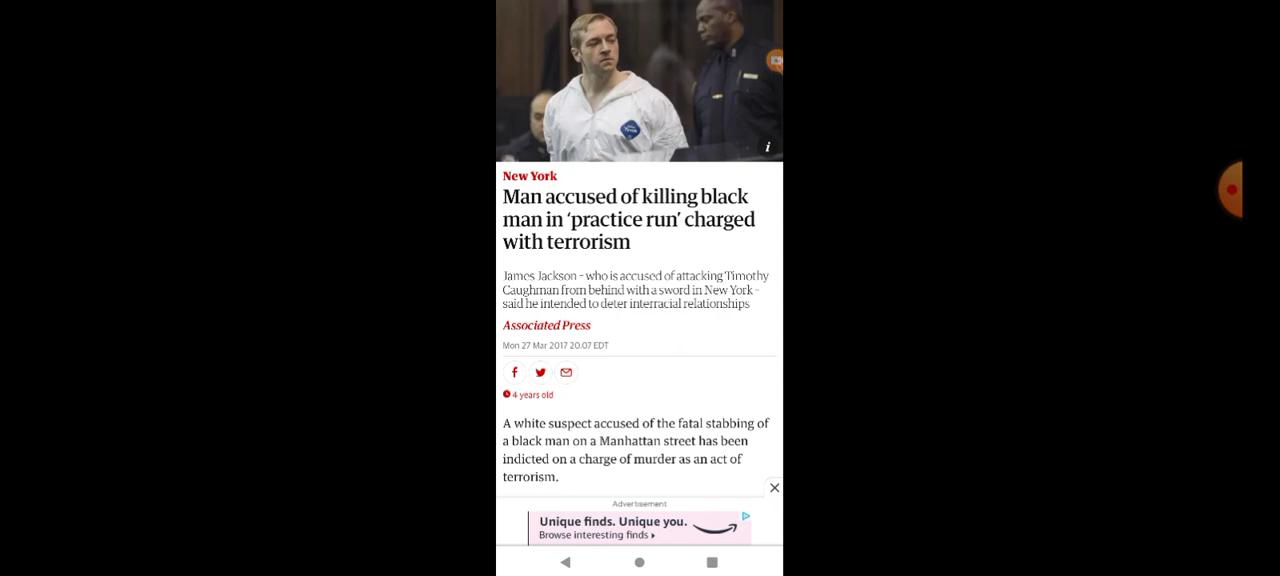 New York
Man accused of killing black
man in ‘practice run’ charged
with terrorism
James Jackson – who is accused of attacking Timothy
Caughman from behind with a sword in New York –
said he intended to deter interracial relationships
Associated Press
Mon 27 Mar 2017 20.07 EDT
4 years old
A white suspect accused of the fatal stabbing of
a black man on a Manhattan street has been
indicted on a charge of murder as an act of
terrorism.
Advertisement
Unique finds. Unique you.
Browse interesting finds